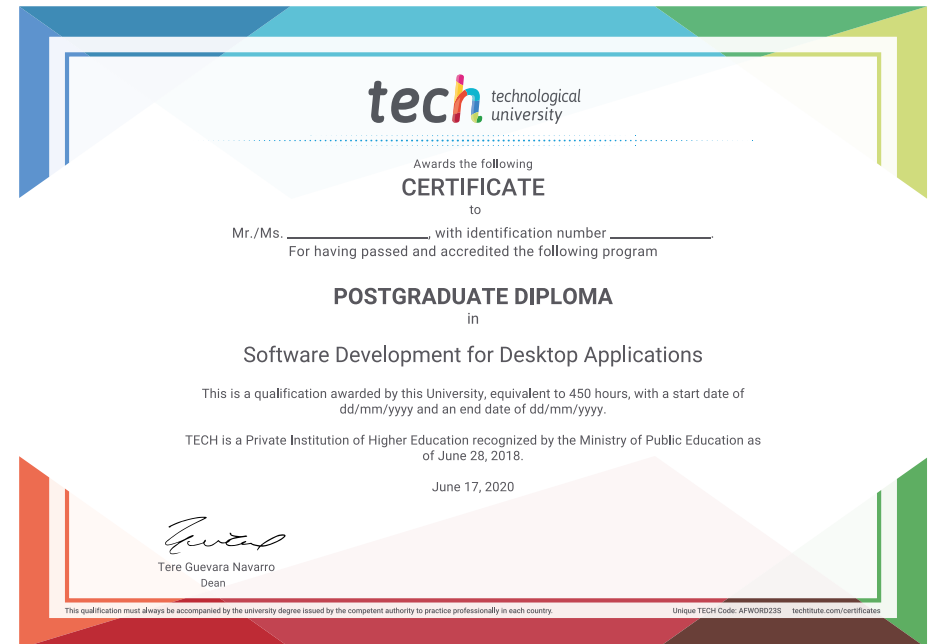 tech technological
university
Awards the following
CERTIFICATE
to
Mr./Ms. ____________, with identification number ____________.
For having passed and accredited the following program
POSTGRADUATE DIPLOMA
in
Software Development for Desktop Applications
This is a qualification awarded by this University, equivalent to 450 hours, with a start date of
dd/mm/yyyy and an end date of dd/mm/yyyy.
TECH is a Private Institution of Higher Education recognized by the Ministry of Public Education as
of June 28, 2018.
June 17, 2020
Tere Guevara Navarro
Dean
This qualification must always be accompanied by the university degree issued by the competent authority to practice professionally in each country. Unique TECH Code: AFWORD23S techtitute.com/certificates